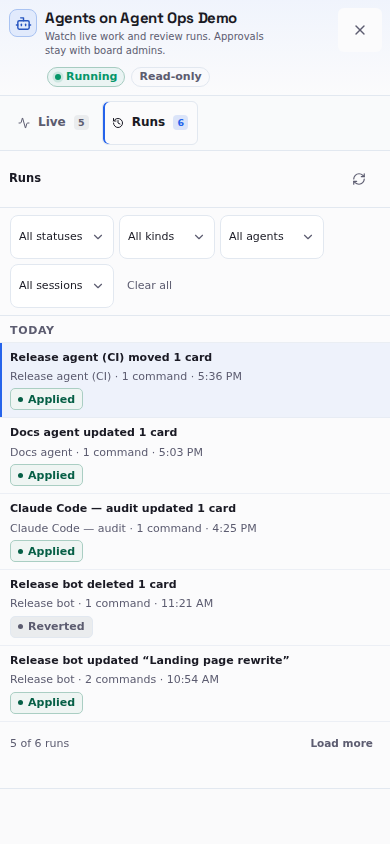 Agents on Agent Ops Demo
Watch live work and review runs. Approvals
stay with board admins.
Running
Read-only
Live 5
Runs 6
Runs
All statuses
All kinds
All agents
All sessions
Clear all
TODAY
Release agent (CI) moved 1 card
Release agent (CI) · 1 command · 5:36 PM
Applied
Docs agent updated 1 card
Docs agent · 1 command · 5:03 PM
Applied
Claude Code — audit updated 1 card
Claude Code — audit · 1 command · 4:25 PM
Applied
Release bot deleted 1 card
Release bot · 1 command · 11:21 AM
Reverted
Release bot updated “Landing page rewrite”
Release bot · 2 commands · 10:54 AM
Applied
5 of 6 runs
Load more